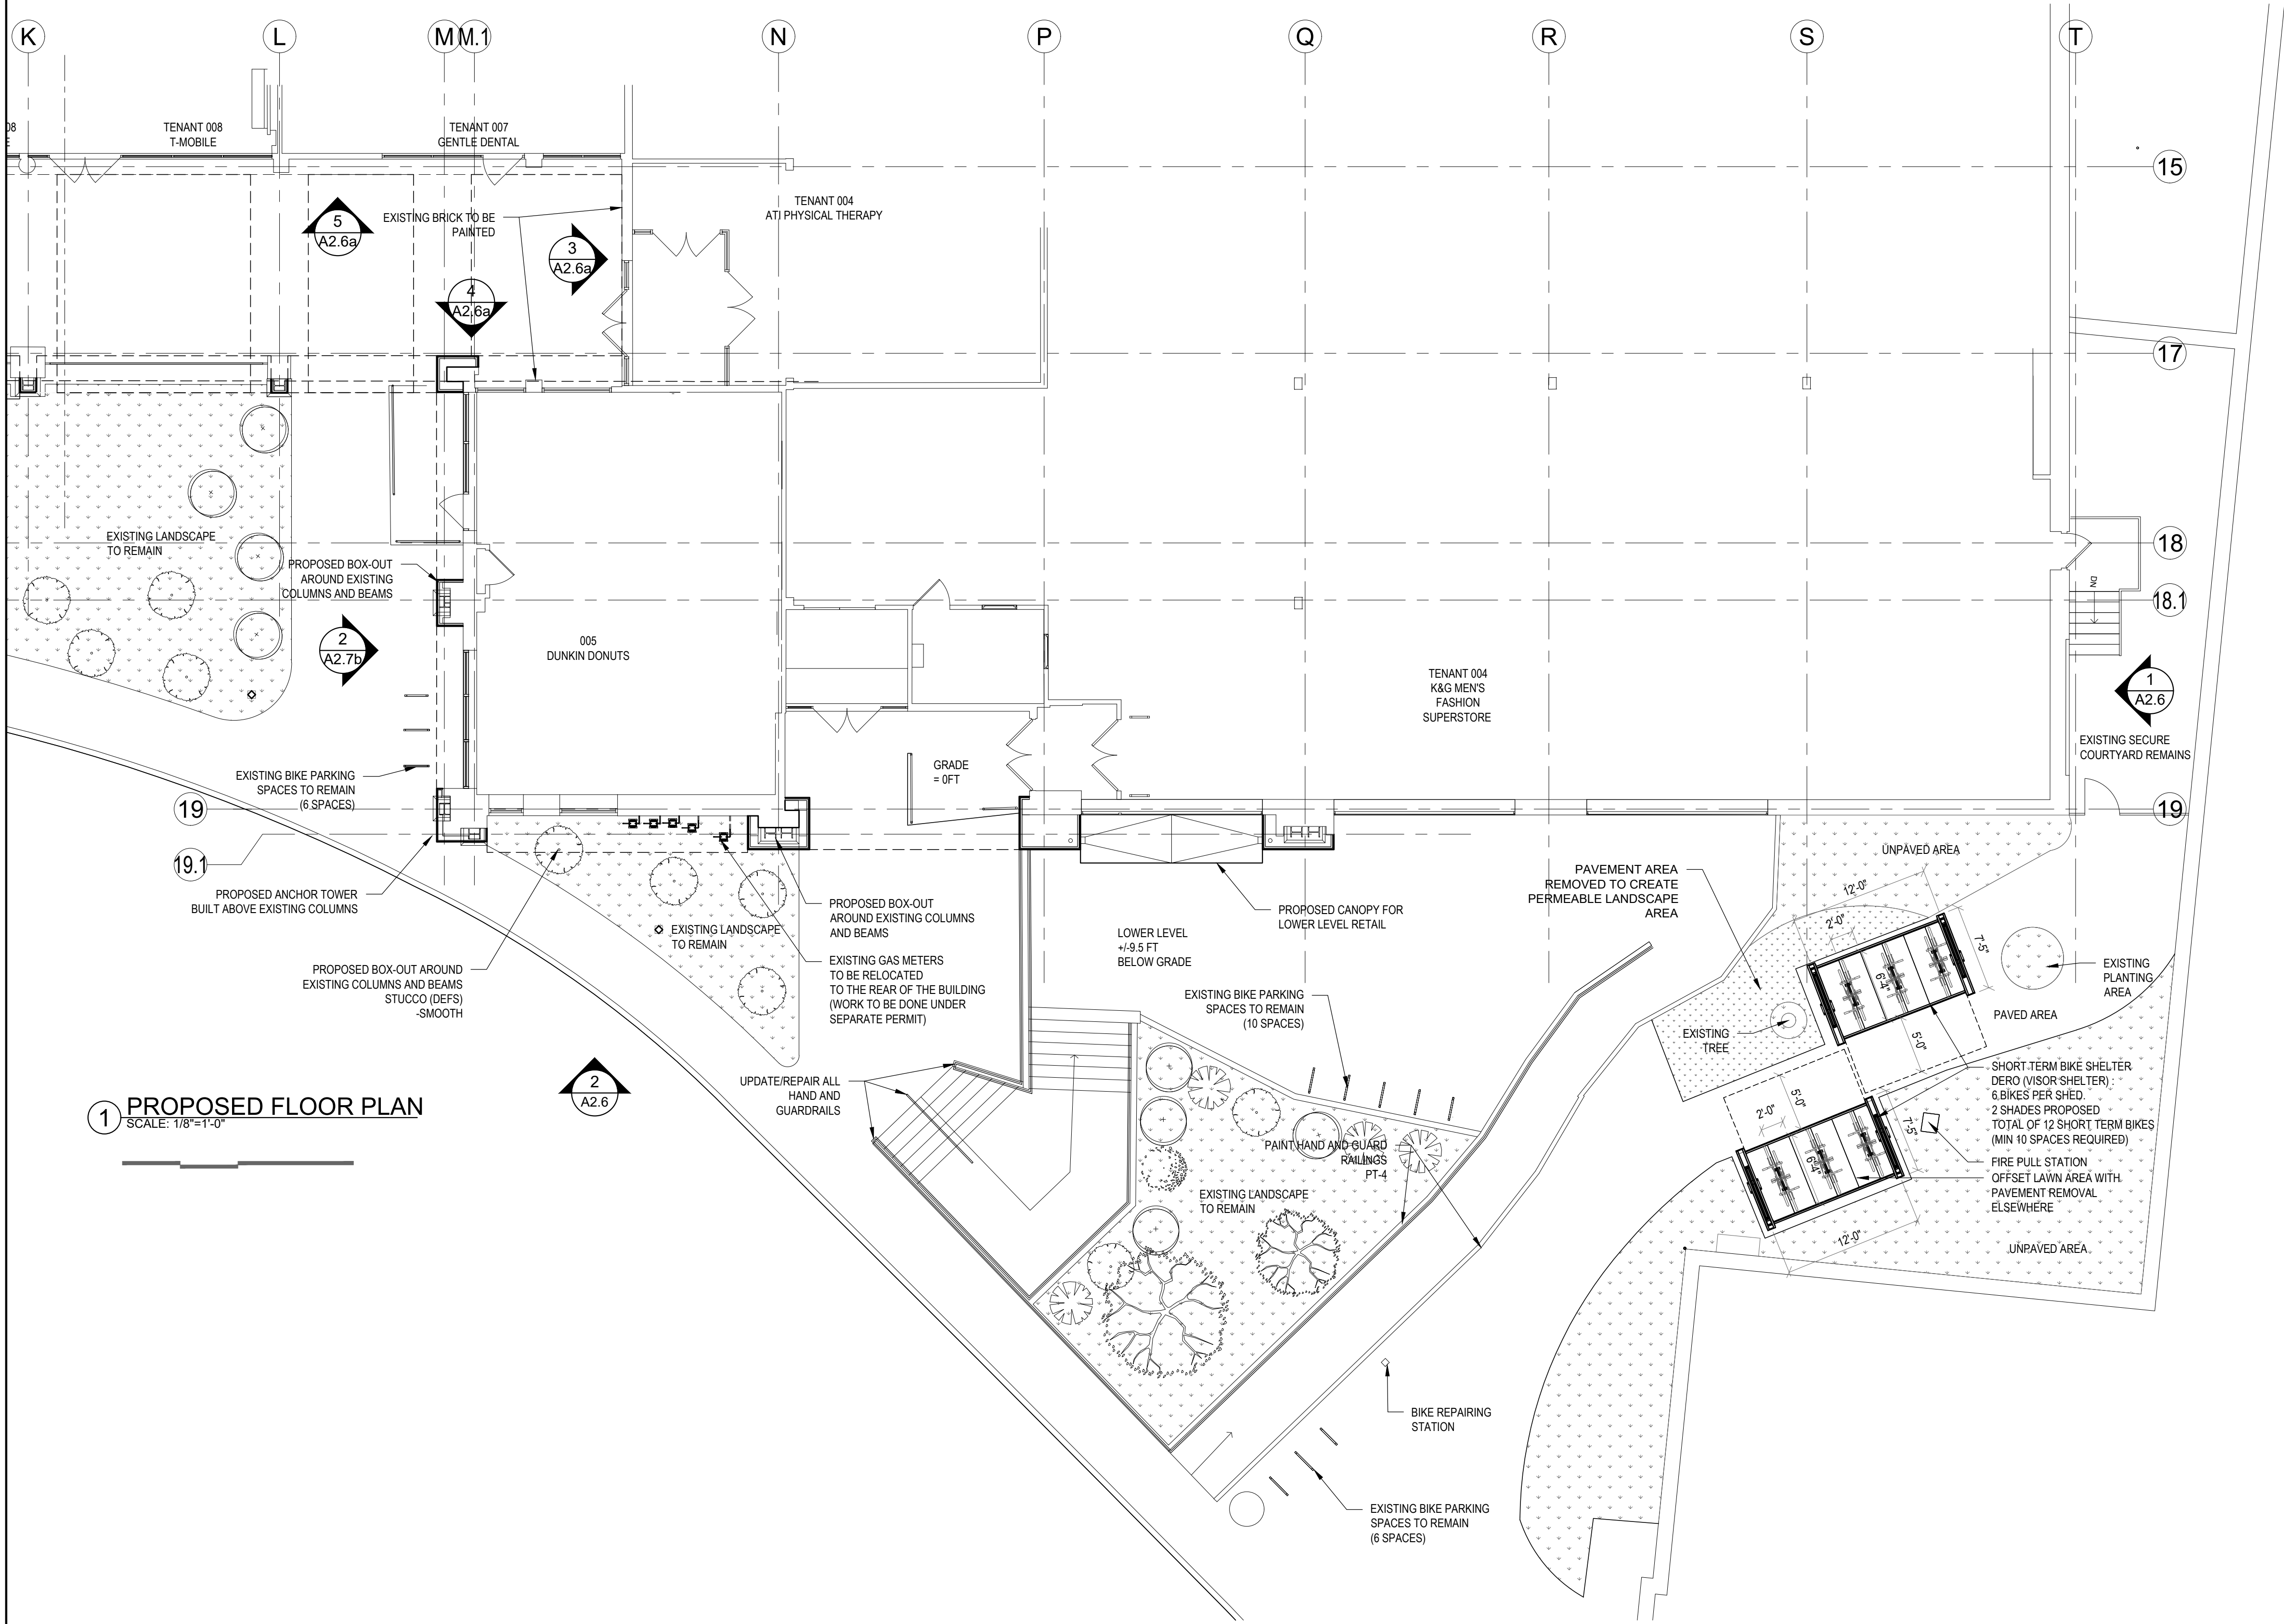 K
L
M
M.1
N
P
Q
R
S
T
08
E
TENANT 008
T-MOBILE
TENANT 007
GENTLE DENTAL
15
TENANT 004
ATI PHYSICAL THERAPY
5
A2.6a
EXISTING BRICK TO BE
PAINTED
3
A2.6a
4
A2.6a
17
EXISTING LANDSCAPE
TO REMAIN
18
PROPOSED BOX-OUT
AROUND EXISTING
COLUMNS AND BEAMS
DN
18.1
2
A2.7b
005
DUNKIN DONUTS
TENANT 004
K&G MEN'S
FASHION
SUPERSTORE
1
A2.6
EXISTING SECURE
COURTYARD REMAINS
EXISTING BIKE PARKING
SPACES TO REMAIN
(6 SPACES)
GRADE
= 0FT
19
19
19.1
PROPOSED ANCHOR TOWER
BUILT ABOVE EXISTING COLUMNS
PROPOSED BOX-OUT AROUND
EXISTING COLUMNS AND BEAMS
STUCCO (DEFS)
-SMOOTH
EXISTING LANDSCAPE
TO REMAIN
PROPOSED BOX-OUT
AROUND EXISTING COLUMNS
AND BEAMS
EXISTING GAS METERS
TO BE RELOCATED
TO THE REAR OF THE BUILDING
(WORK TO BE DONE UNDER
SEPARATE PERMIT)
LOWER LEVEL
+/-9.5 FT
BELOW GRADE
PROPOSED CANOPY FOR
LOWER LEVEL RETAIL
PAVEMENT AREA
REMOVED TO CREATE
PERMEABLE LANDSCAPE
AREA
UNPAVED AREA
12'-0"
2'-0"
7'-5"
6'-4"
5'-0"
EXISTING
PLANTING
AREA
PAVED AREA
EXISTING
TREE
EXISTING BIKE PARKING
SPACES TO REMAIN
(10 SPACES)
UPDATE/REPAIR ALL
HAND AND
GUARDRAILS
2
A2.6
1
PROPOSED FLOOR PLAN
SCALE: 1/8"=1'-0"
5'-0"
2'-0"
7'-5"
6'-4"
12'-0"
SHORT TERM BIKE SHELTER
DERO (VISOR SHELTER) :
6 BIKES PER SHED.
2 SHADES PROPOSED
TOTAL OF 12 SHORT TERM BIKES
(MIN 10 SPACES REQUIRED)
FIRE PULL STATION
OFFSET LAWN AREA WITH
PAVEMENT REMOVAL
ELSEWHERE
UNPAVED AREA
PAINT HAND AND GUARD
RAILINGS
PT-4
EXISTING LANDSCAPE
TO REMAIN
BIKE REPAIRING
STATION
EXISTING BIKE PARKING
SPACES TO REMAIN
(6 SPACES)